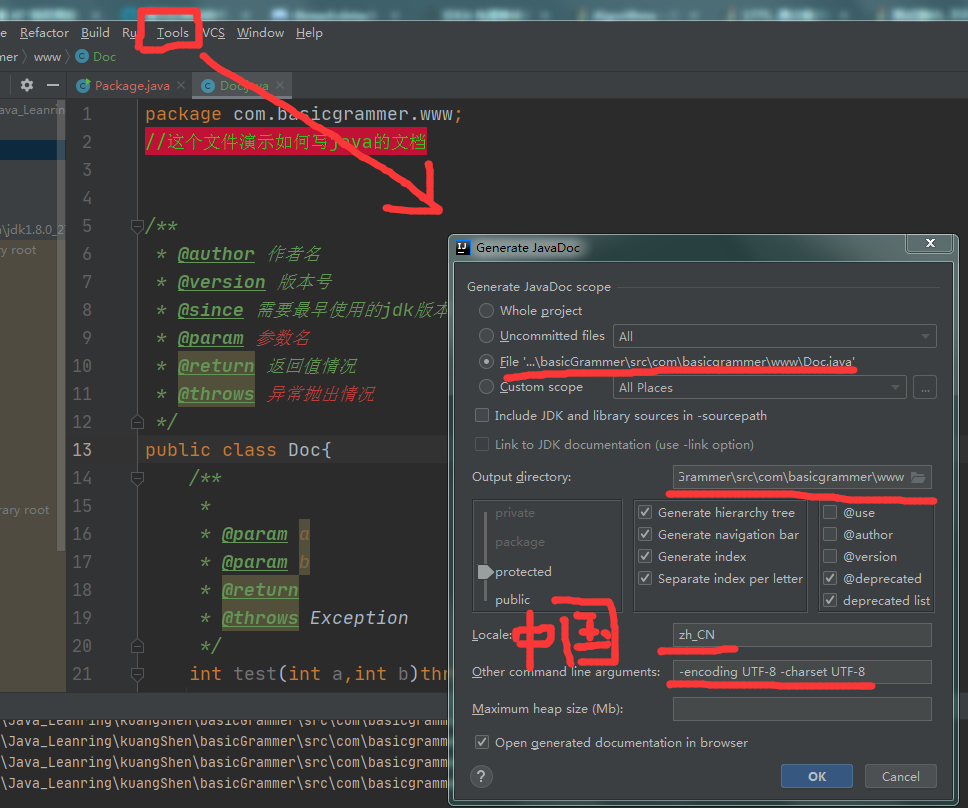 Refactor Build Ru Tools VCS Window Help
mer www Doc
Package.java Doc.java
ava_Leanrin
\jdk1.8.0_2
ry root
rary root
1 package com.basicgrammer.www;
2 //这个文件演示如何写java的文档
3
4
5 /**
6 * @author 作者名
7 * @version 版本号
8 * @since 需要最早使用的jdk版本
9 * @param 参数名
10 * @return 返回值情况
11 * @throws 异常抛出情况
12 */
13 public class Doc{
14 /**
15 *
16 * @param a
17 * @param b
18 * @return
19 * @throws Exception
20 */
21 int test(int a,int b)thr
\Java_Leanring\kuangShen\basicGrammer\src\com\basicgramm
\Java_Leanring\kuangShen\basicGrammer\src\com\basicgramm
\Java_Leanring\kuangShen\basicGrammer\src\com\basicgramm
\Java_Leanring\kuangShen\basicGrammer\src\com\basicgramm
Generate JavaDoc
Generate JavaDoc scope
Whole project
Uncommitted files All
File '...\basicGrammer\src\com\basicgrammer\www\Doc.java'
Custom scope All Places ...
Include JDK and library sources in -sourcepath
Link to JDK documentation (use -link option)
Output directory: Grammer\src\com\basicgrammer\www
private
package
protected
public
Generate hierarchy tree
Generate navigation bar
Generate index
Separate index per letter
@use
@author
@version
@deprecated
deprecated list
Locale: 中国 zh_CN
Other command line arguments: -encoding UTF-8 -charset UTF-8
Maximum heap size (Mb):
Open generated documentation in browser
? OK Cancel